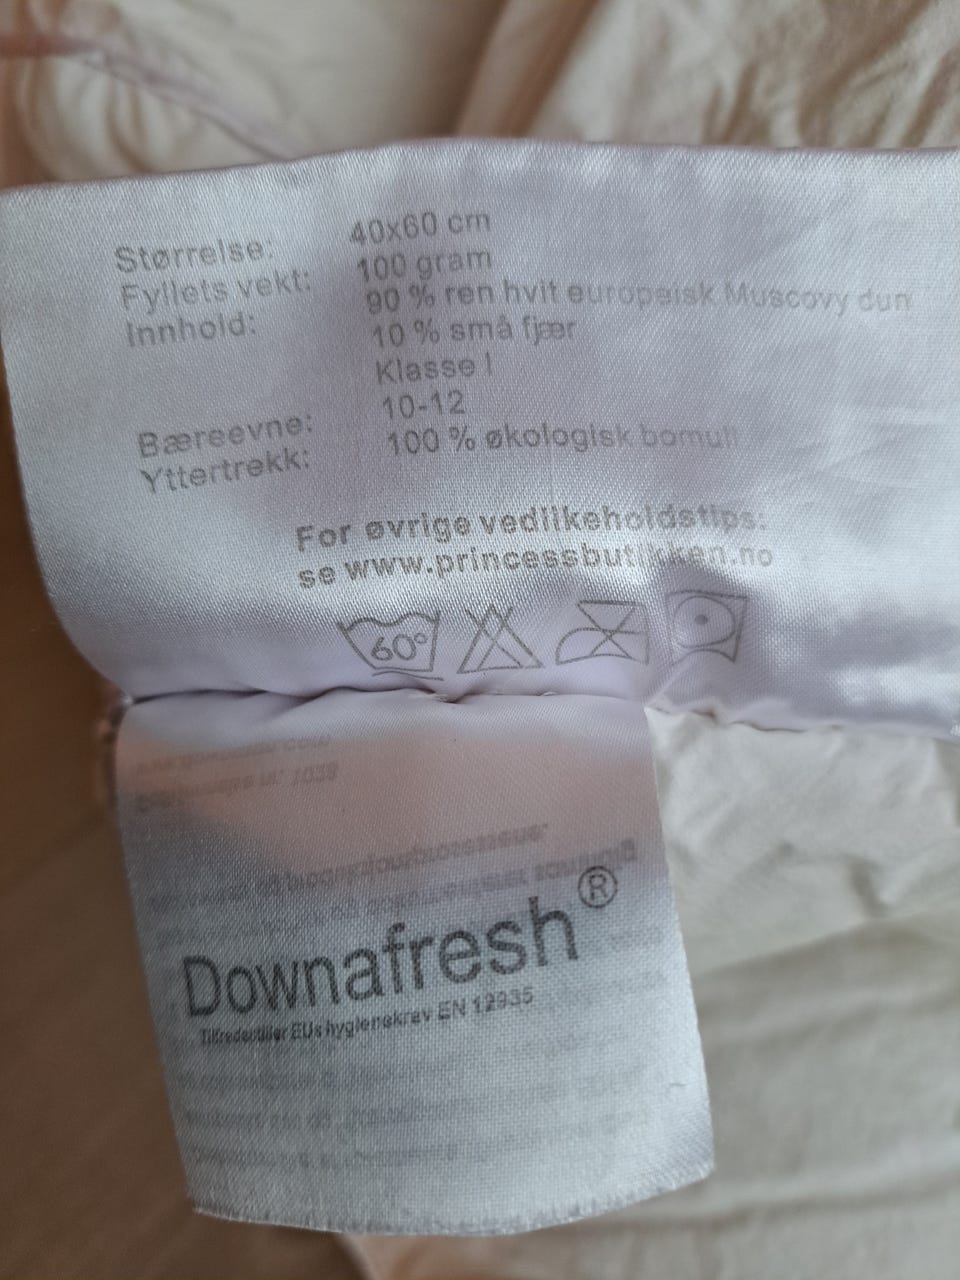 Størrelse: 40x60 cm
Fyllets vekt: 100 gram
Innhold: 90 % ren hvit europeisk Muscovy dun
10 % små fjær
Klasse I
Bæreevne: 10-12
Yttertrekk: 100 % økologisk bomull
For øvrige vedlikeholdstips:
se www.princessbutikken.no
60°
Downafresh®
Tilfredsstiller EUs hygienekrav EN 12935